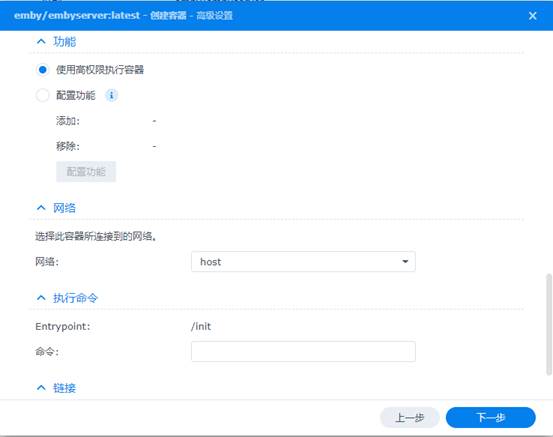 emby/embyserver:latest - 创建容器 - 高级设置
功能
使用高权限执行容器
配置功能 i
添加: -
移除: -
配置功能
网络
选择此容器所连接到的网络。
网络: host
执行命令
Entrypoint: /init
命令:
链接
上一步 下一步